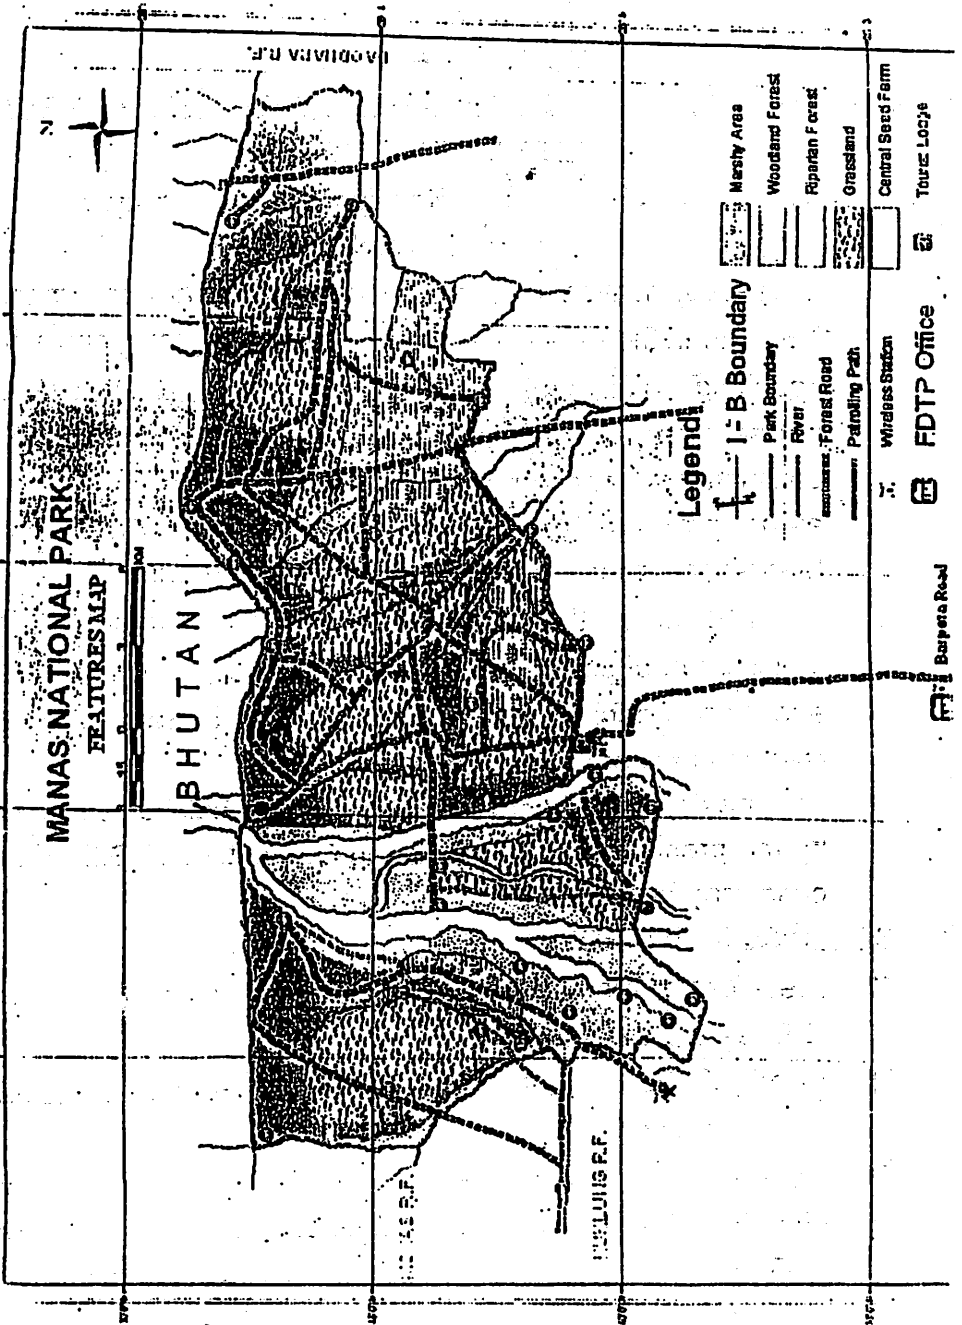 MANAS NATIONAL PARK
FEATURES MAP
BHUTAN
N
Legend
I - B Boundary
Park Boundary
River
Forest Road
Patrolling Path
Wireless Station
FDTP Office
Marshy Area
Woodland Forest
Riparian Forest
Grassland
Central Seed Farm
Tourist Lodge
Barpeta Road
R.F.